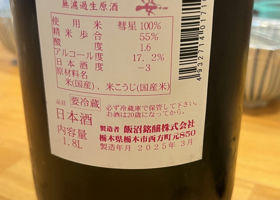 無濾過生原酒
使用米 彗星100%
精米歩合 55%
酸度 1.6
アルコール度 17.2%
日本酒度 -3
原材料名
米(国産)、米こうじ(国産米)
品目 要冷蔵
日本酒
内容量
1.8L
必ず冷蔵庫で保管して下さい。
お酒は20歳になってから。
製造者 飯沼銘醸株式会社
栃木県栃木市西方町元850
製造年月 2025年3月